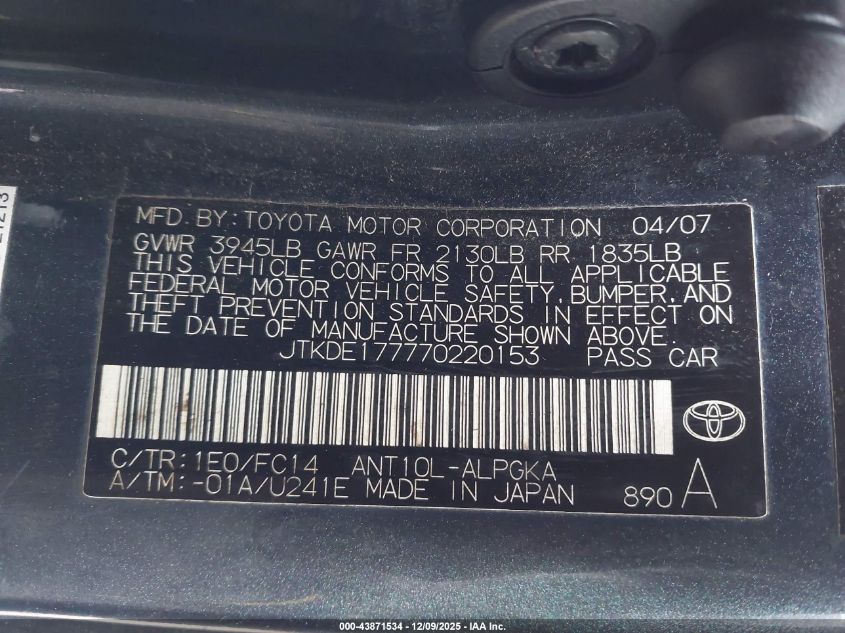 MFD. BY: TOYOTA MOTOR CORPORATION 04/07
GVWR 3945LB GAWR FR 2130LB RR 1835LB
THIS VEHICLE CONFORMS TO ALL APPLICABLE
FEDERAL MOTOR VEHICLE SAFETY, BUMPER, AND
THEFT PREVENTION STANDARDS IN EFFECT ON
THE DATE OF MANUFACTURE SHOWN ABOVE.
JTKDE177770220153 PASS CAR
C/TR: 1E0/FC14 ANT10L-ALPGKA
A/TM: -01A/U241E MADE IN JAPAN 890 A
000-43871534 - 12/09/2025 - IAA Inc.